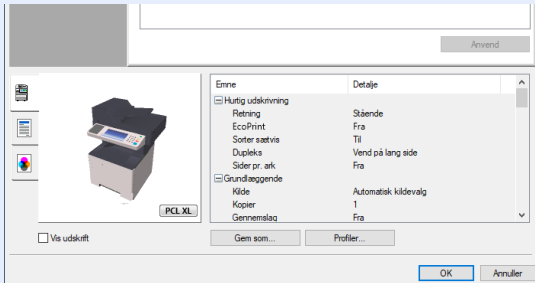 Anvend
Emne Detalje
Hurtig udskrivning
Retning Stående
EcoPrint Fra
Sorter sætvis Til
Dupleks Vend på lang side
Sider pr. ark Fra
Grundlæggende
Kilde Automatisk kildevalg
Kopier 1
Gennemslag Fra
PCL XL
Vis udskrift Gem som... Profiler...
OK Annuller